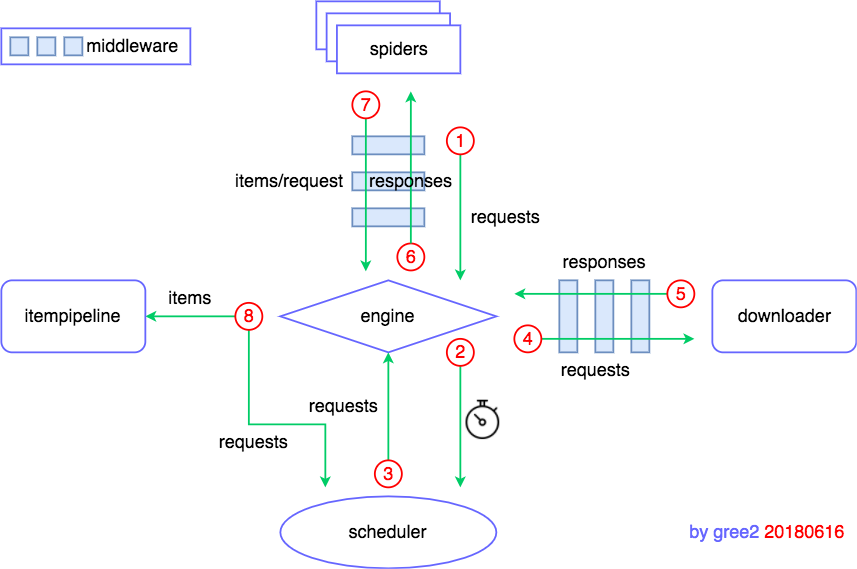 middleware
spiders
7
1
items/request
responses
requests
6
responses
5
itempipeline
items
8
engine
downloader
4
2
requests
requests
requests
3
scheduler
by gree2 20180616